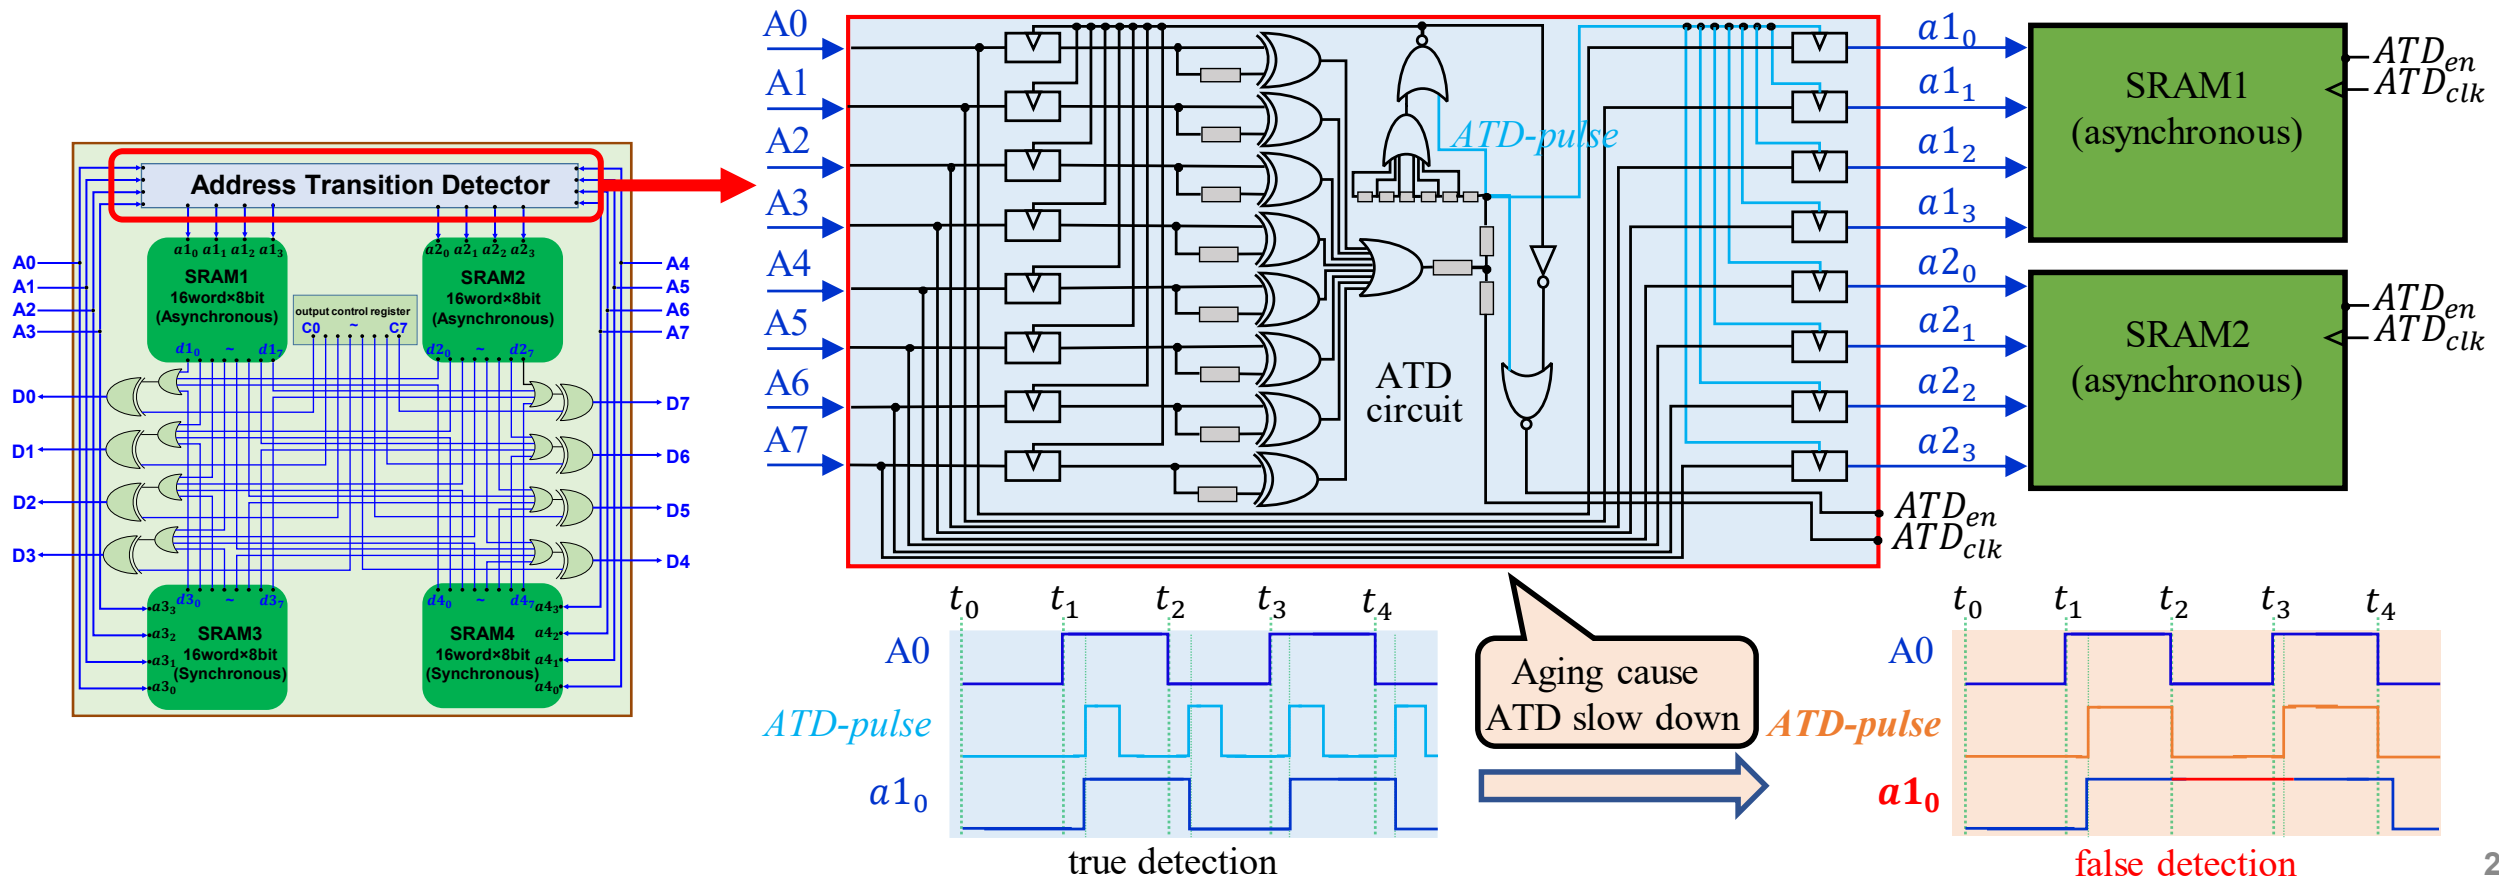 Address Transition Detector
a1₀ a1₁ a1₂ a1₃
a2₀ a2₁ a2₂ a2₃
SRAM1
16word×8bit
(Asynchronous)
SRAM2
16word×8bit
(Asynchronous)
output control register
C0 ~ C7
d1₀ ~ d1₇
d2₀ ~ d2₇
A0
A1
A2
A3
A4
A5
A6
A7
D0
D1
D2
D3
D7
D6
D5
D4
d3₀ ~ d3₇
d4₀ ~ d4₇
a3₃
a3₂
a3₁
a3₀
SRAM3
16word×8bit
(Synchronous)
SRAM4
16word×8bit
(Synchronous)
a4₃
a4₂
a4₁
a4₀
A0
A1
A2
A3
A4
A5
A6
A7
ATD-pulse
ATD
circuit
a1₀
a1₁
a1₂
a1₃
a2₀
a2₁
a2₂
a2₃
ATDₑₙ
ATD_clk
SRAM1
(asynchronous)
ATDₑₙ
ATD_clk
SRAM2
(asynchronous)
ATDₑₙ
ATD_clk
t₀ t₁ t₂ t₃ t₄
A0
ATD-pulse
a1₀
true detection
Aging cause
ATD slow down
t₀ t₁ t₂ t₃ t₄
A0
ATD-pulse
a1₀
false detection
2